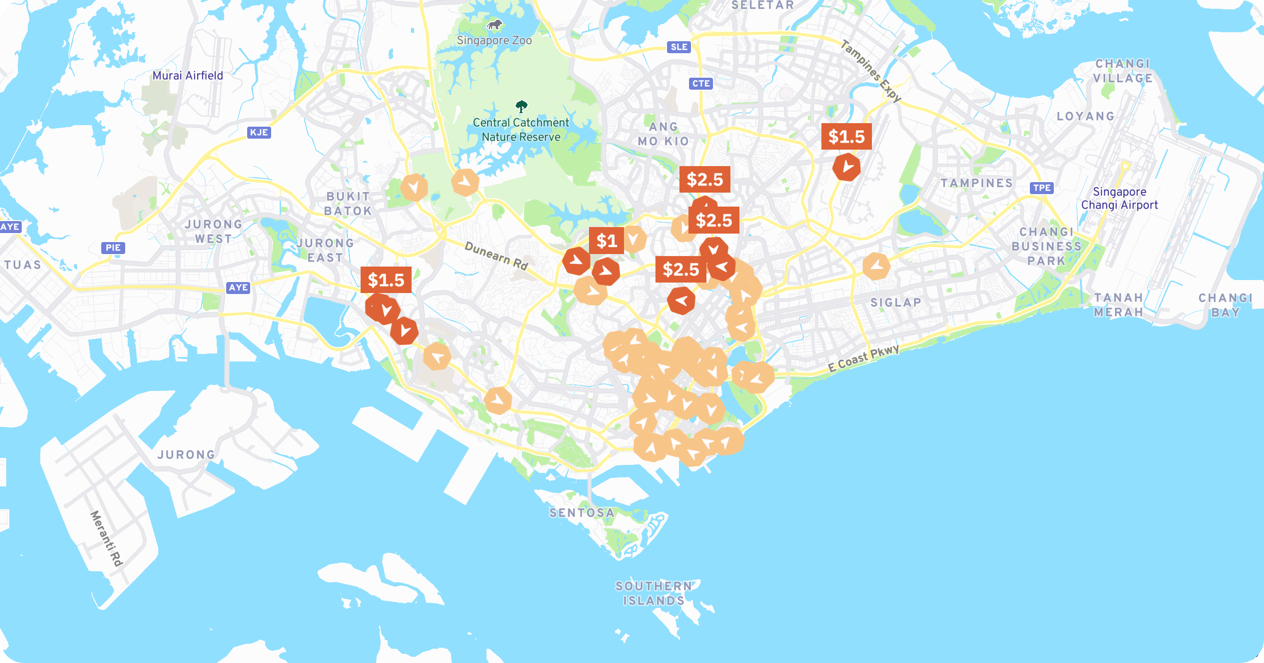 SELETAR
Singapore Zoo
SLE
Tampines Expy
CTE
CHANGI
VILLAGE
Murai Airfield
Central Catchment
Nature Reserve
LOYANG
KJE
ANG
MO KIO
$1.5
$2.5
TAMPINES
TPE
Singapore
Changi Airport
BUKIT
BATOK
$2.5
AYE
JURONG
WEST
PIE
JURONG
EAST
Dunearn Rd
$1
CHANGI
BUSINESS
PARK
TUAS
$1.5
$2.5
AYE
SIGLAP
TANAH
MERAH
CHANGI
BAY
E Coast Pkwy
JURONG
Meranti Rd
SENTOSA
SOUTHERN
ISLANDS